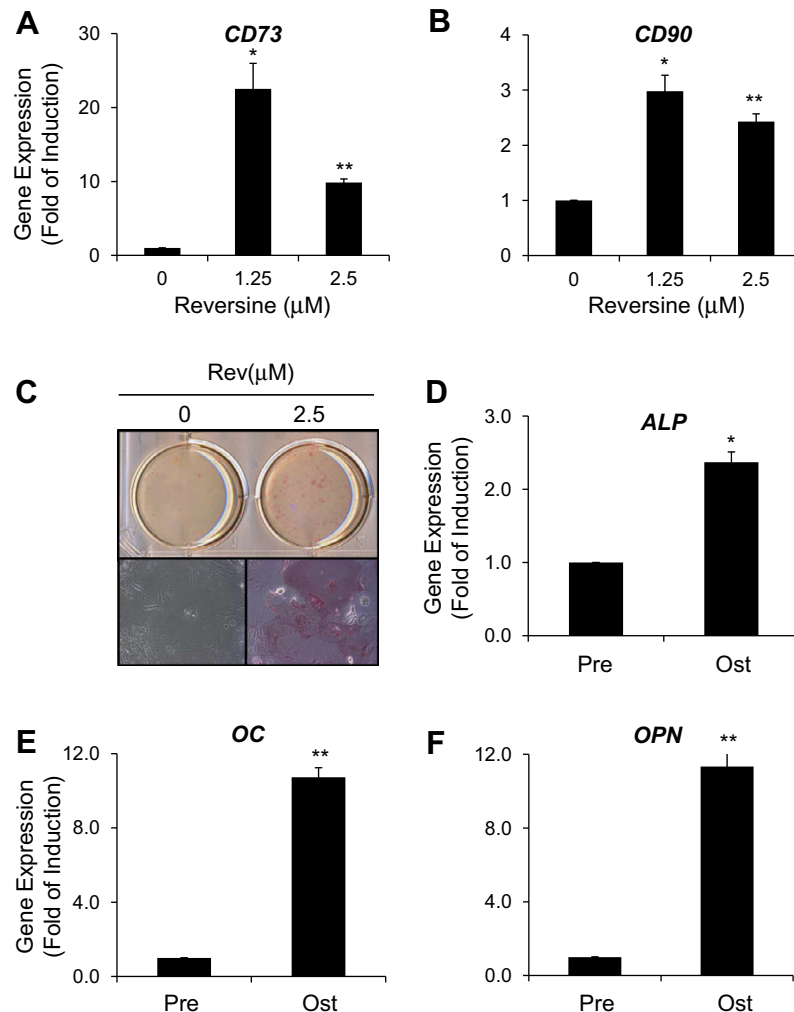 A
CD73
Gene Expression
(Fold of Induction)
30
20
10
0
*
**
0 1.25 2.5
Reversine (μM)
B
CD90
4
3
2
1
0
*
**
0 1.25 2.5
Reversine (μM)
C
Rev(μM)
0 2.5
D
ALP
Gene Expression
(Fold of Induction)
3.0
2.0
1.0
0.0
*
Pre Ost
E
OC
Gene Expression
(Fold of Induction)
12.0
8.0
4.0
0.0
**
Pre Ost
F
OPN
12.0
8.0
4.0
0.0
**
Pre Ost